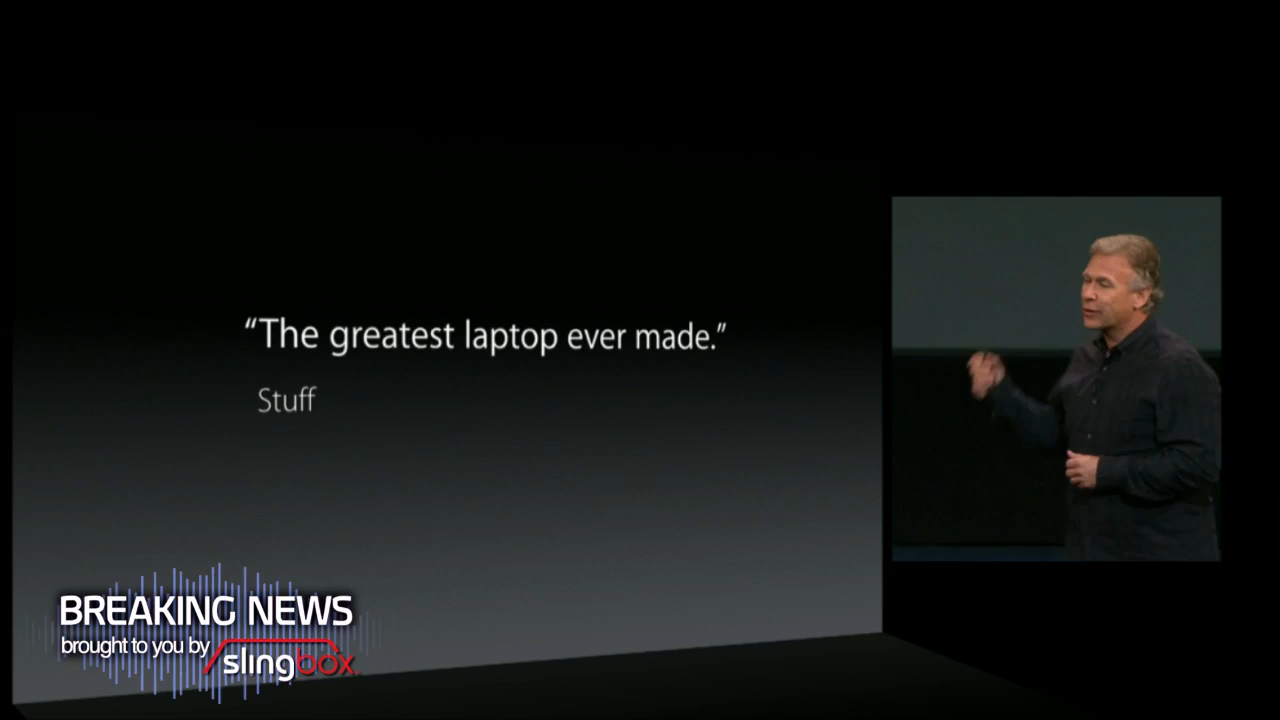 “The greatest laptop ever made.”
Stuff
BREAKING NEWS
brought to you by
slingbox